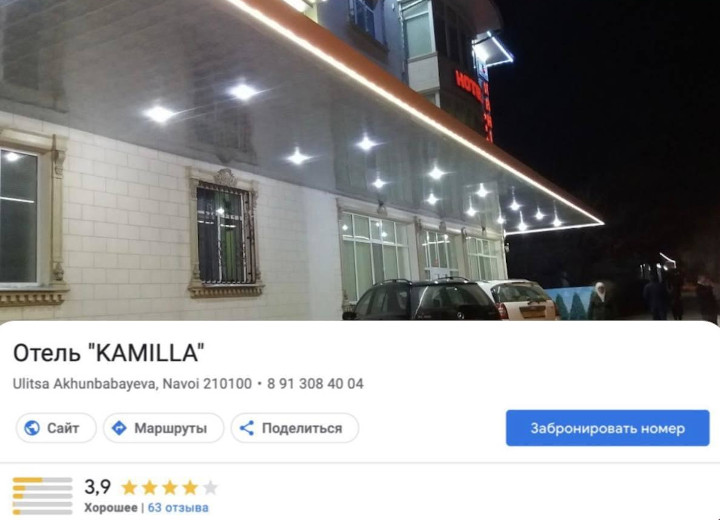 HOTEL
Отель "KAMILLA"
Ulitsa Akhunbabayeva, Navoi 210100 • 8 91 308 40 04
Сайт
Маршруты
Поделиться
Забронировать номер
3,9
Хорошее | 63 отзыва